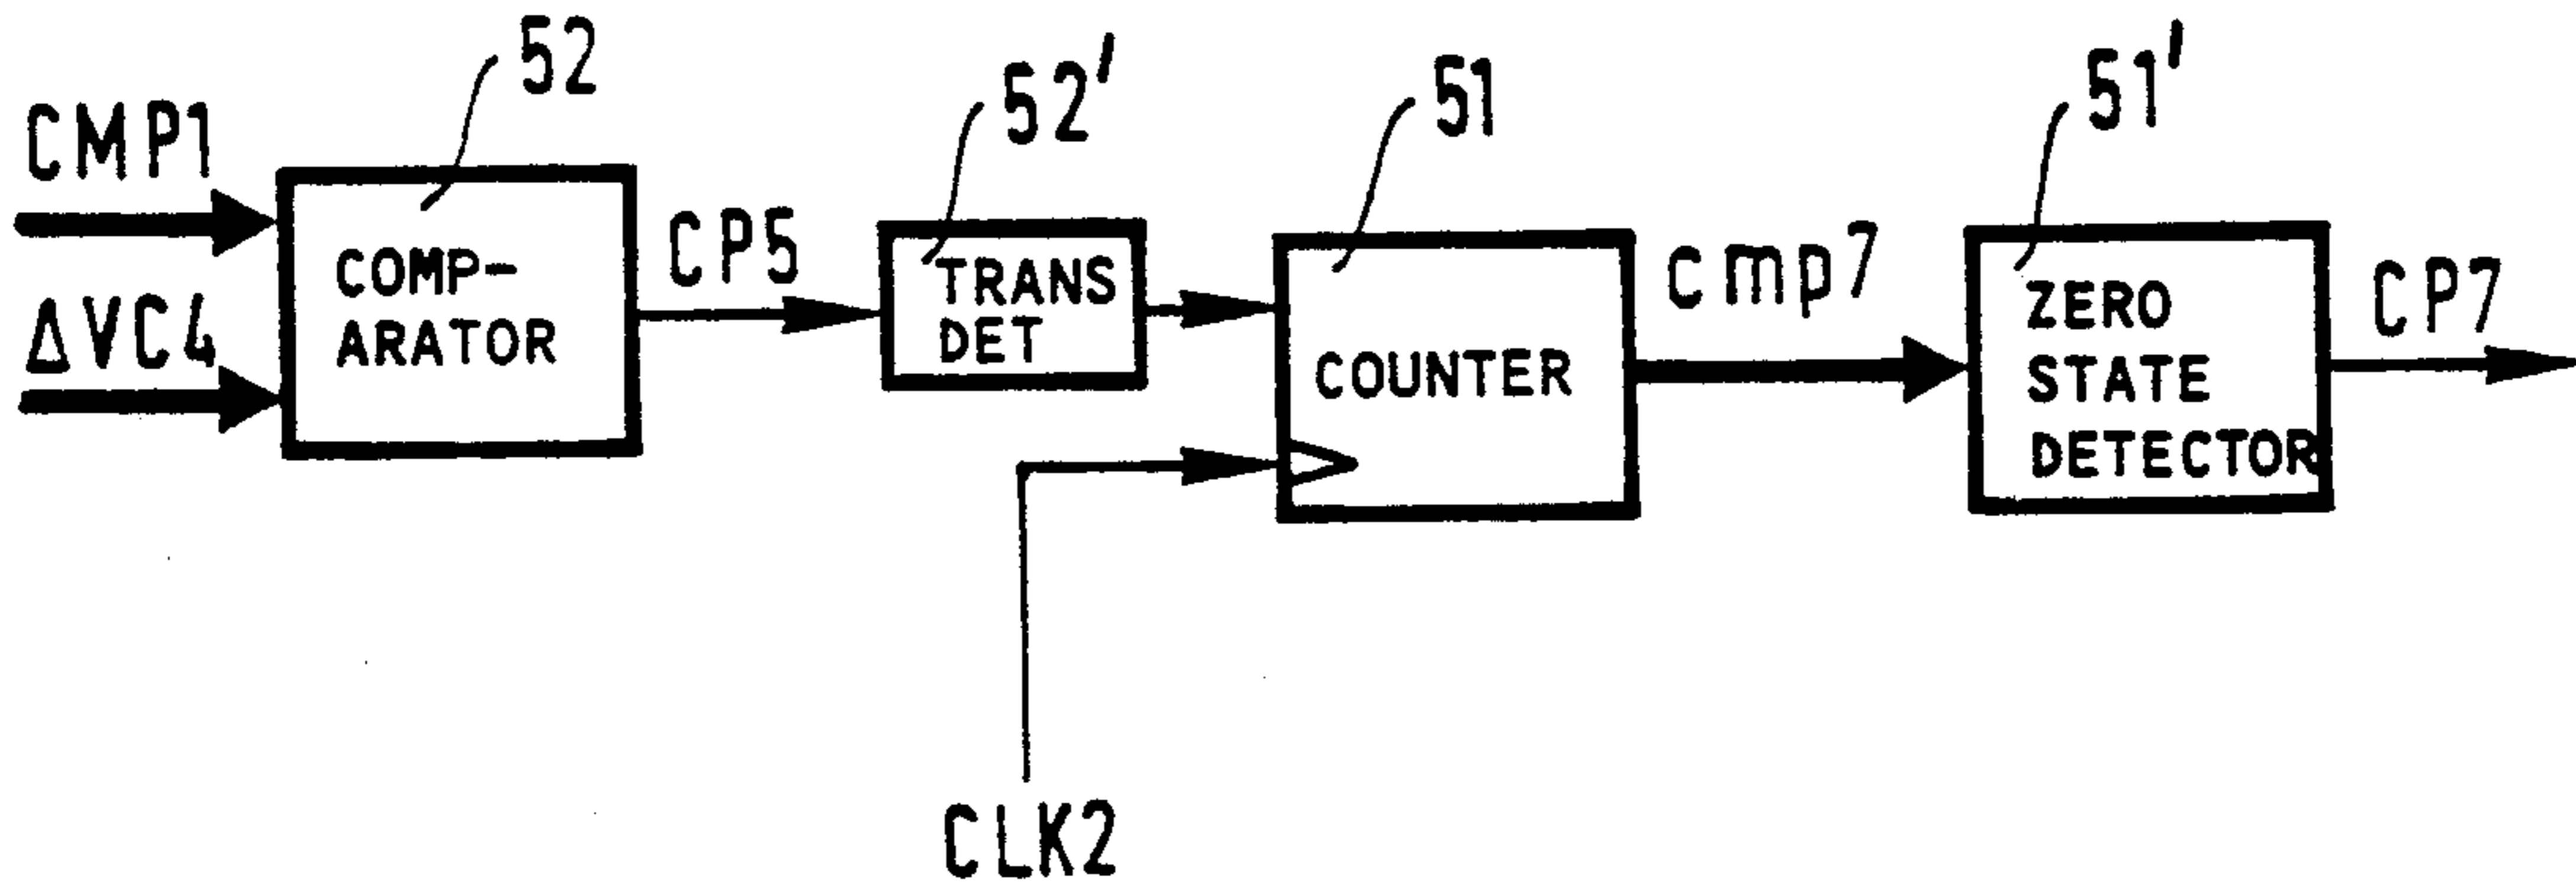 52
52'
51
51'
CMP1
ΔVC4
COMP-
ARATOR
CP5
TRANS
DET
COUNTER
cmp7
ZERO
STATE
DETECTOR
CP7
CLK2